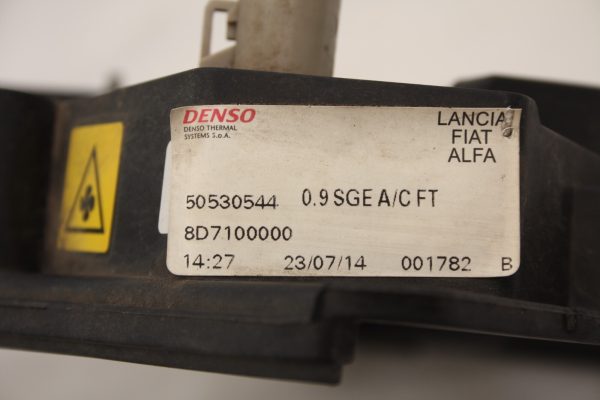 DENSO
DENSO THERMAL
SYSTEMS S.p.A.
LANCIA
FIAT
ALFA
50530544 0.9 SGE A/C FT
8D7100000
14:27 23/07/14 001782 B